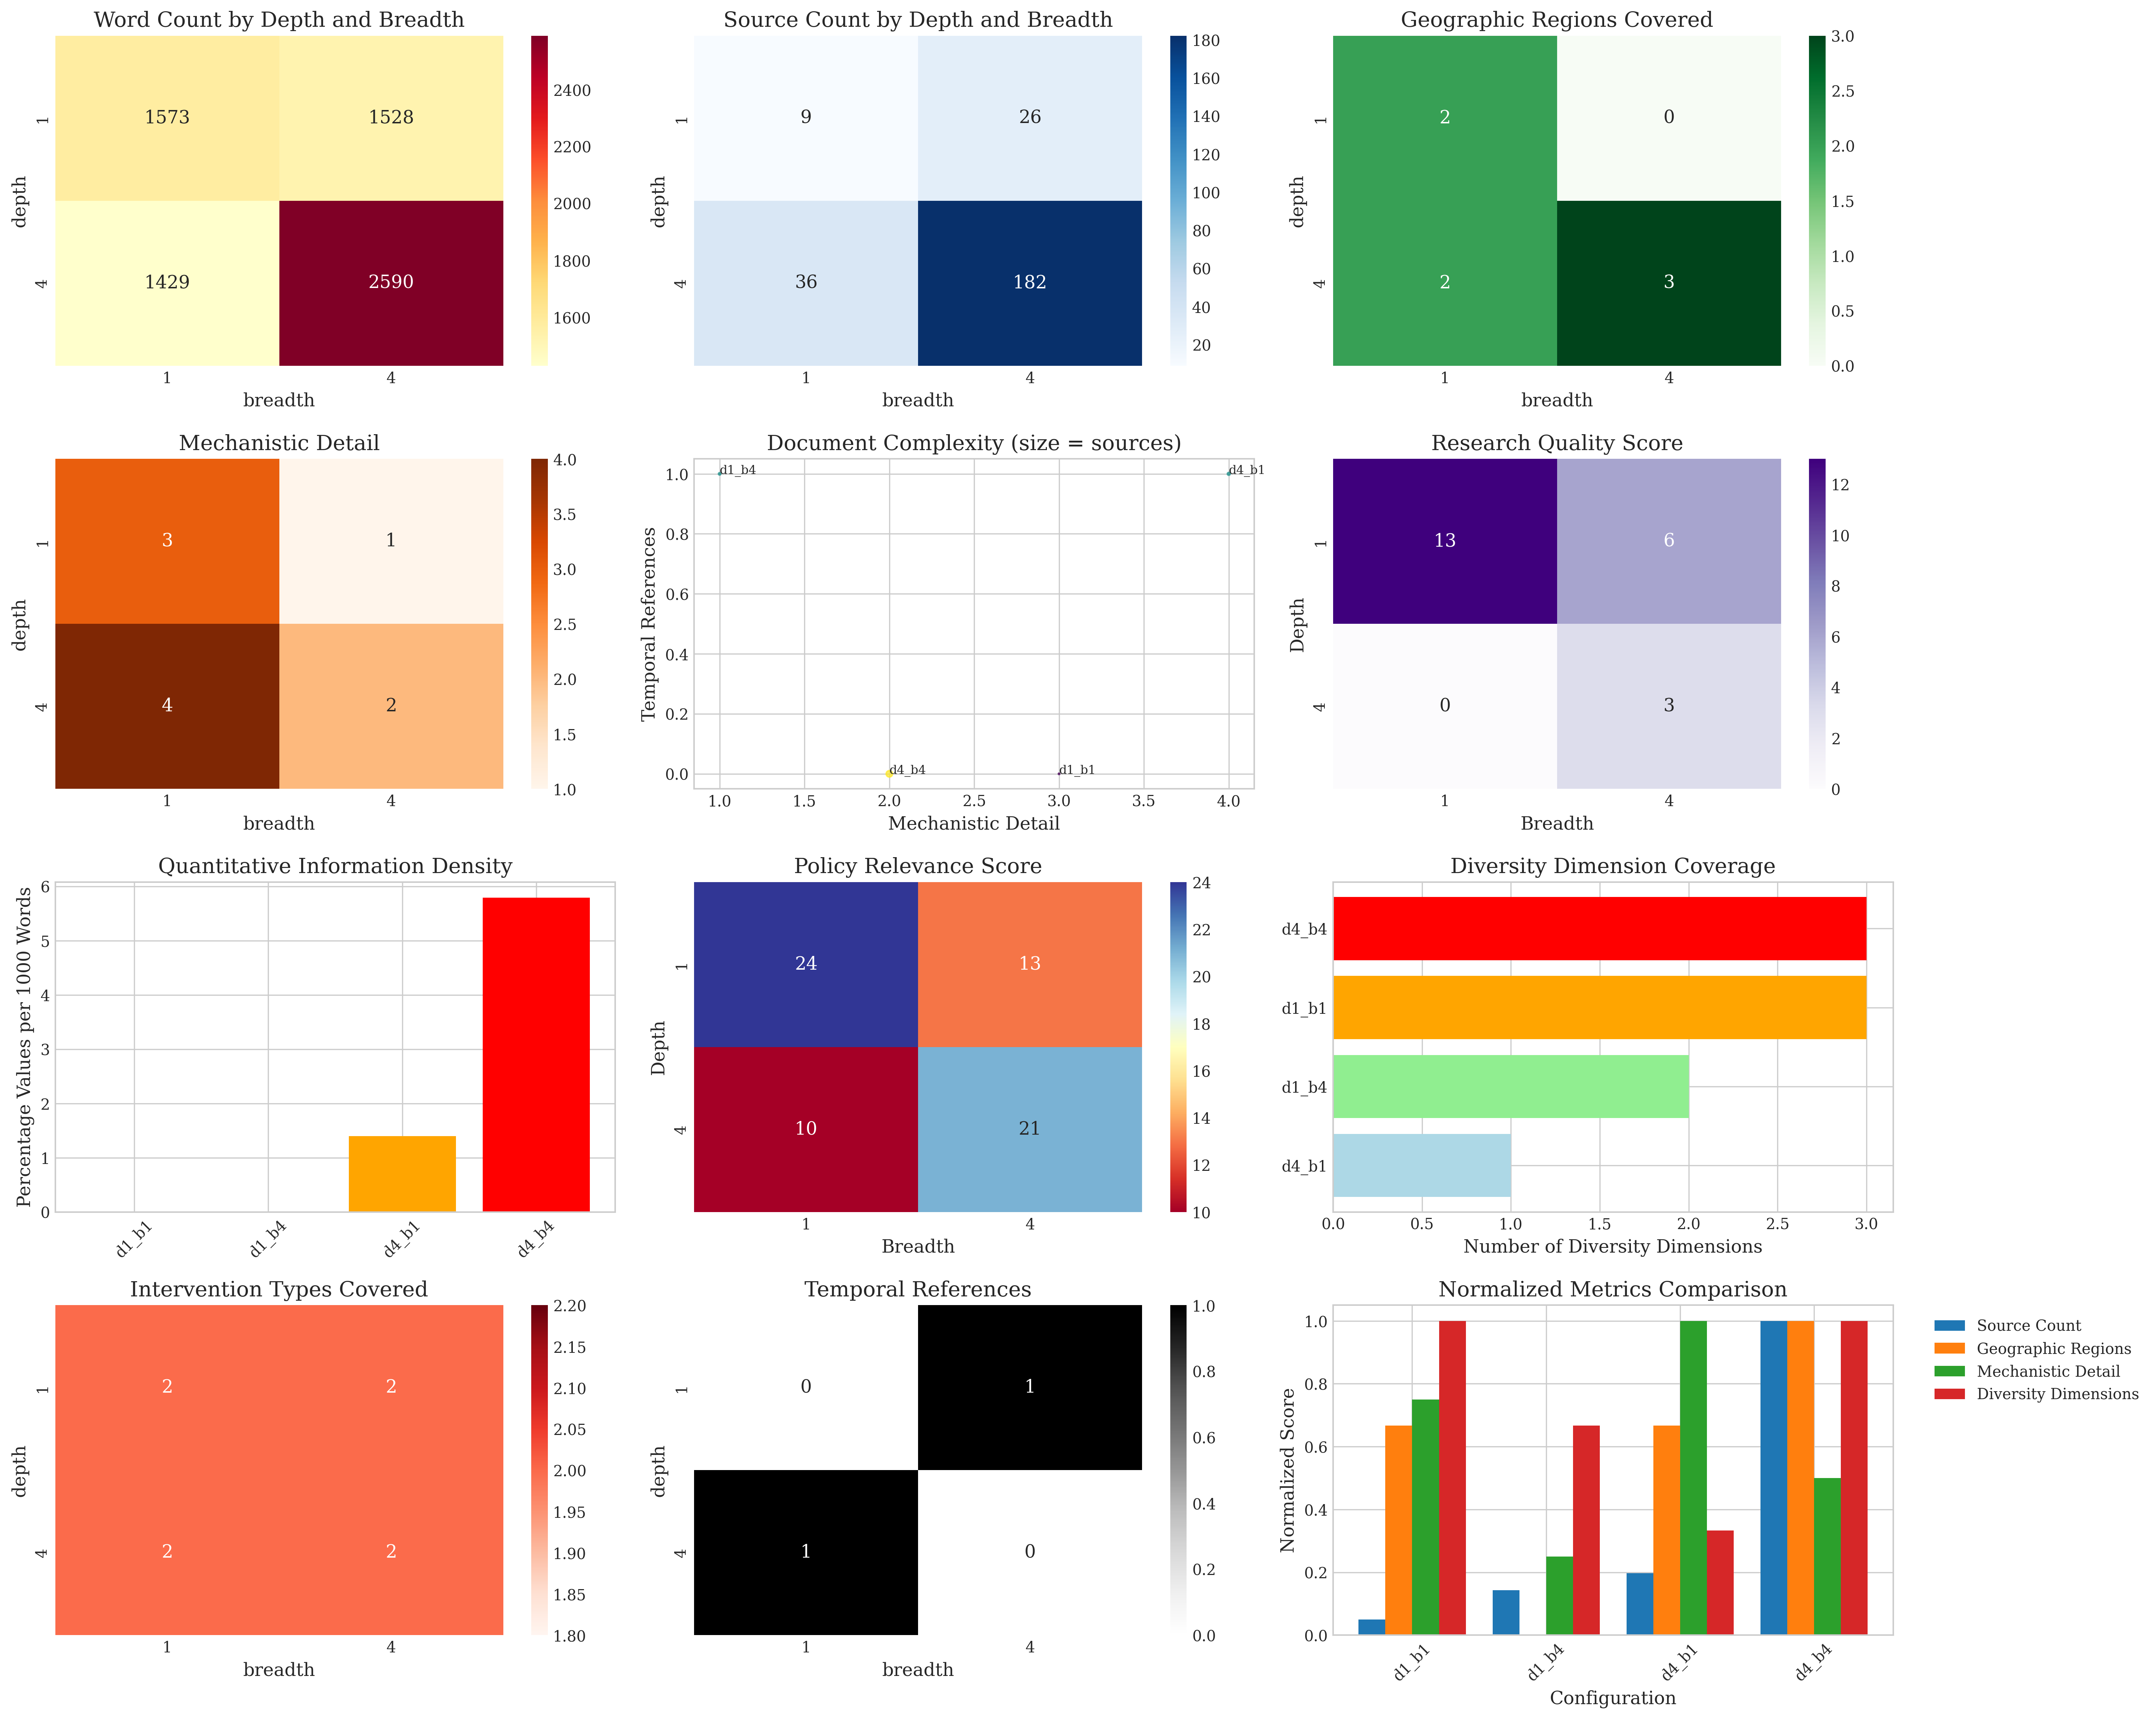 Word Count by Depth and Breadth
1573 1528
1429 2590
1 4
depth
1 4
breadth
2400
2200
2000
1800
1600
Source Count by Depth and Breadth
9 26
36 182
1 4
depth
1 4
breadth
180
160
140
120
100
80
60
40
20
Geographic Regions Covered
2 0
2 3
1 4
depth
1 4
breadth
3.0
2.5
2.0
1.5
1.0
0.5
0.0
Mechanistic Detail
3 1
4 2
1 4
depth
1 4
breadth
4.0
3.5
3.0
2.5
2.0
1.5
1.0
Document Complexity (size = sources)
d1_b4 d4_b1
d4_b4 d1_b1
1.0
0.8
0.6
0.4
0.2
0.0
Temporal References
1.0 1.5 2.0 2.5 3.0 3.5 4.0
Mechanistic Detail
Research Quality Score
13 6
0 3
1 4
Depth
1 4
Breadth
12
10
8
6
4
2
0
Quantitative Information Density
6
5
4
3
2
1
0
Percentage Values per 1000 Words
d1_b1 d1_b4 d4_b1 d4_b4
Policy Relevance Score
24 13
10 21
1 4
Depth
1 4
Breadth
24
22
20
18
16
14
12
10
Diversity Dimension Coverage
d4_b4
d1_b1
d1_b4
d4_b1
0.0 0.5 1.0 1.5 2.0 2.5 3.0
Number of Diversity Dimensions
Intervention Types Covered
2 2
2 2
1 4
depth
1 4
breadth
2.20
2.15
2.10
2.05
2.00
1.95
1.90
1.85
1.80
Temporal References
0 1
1 0
1 4
depth
1 4
breadth
1.0
0.8
0.6
0.4
0.2
0.0
Normalized Metrics Comparison
1.0
0.8
0.6
0.4
0.2
0.0
Normalized Score
d1_b1 d1_b4 d4_b1 d4_b4
Configuration
Source Count
Geographic Regions
Mechanistic Detail
Diversity Dimensions